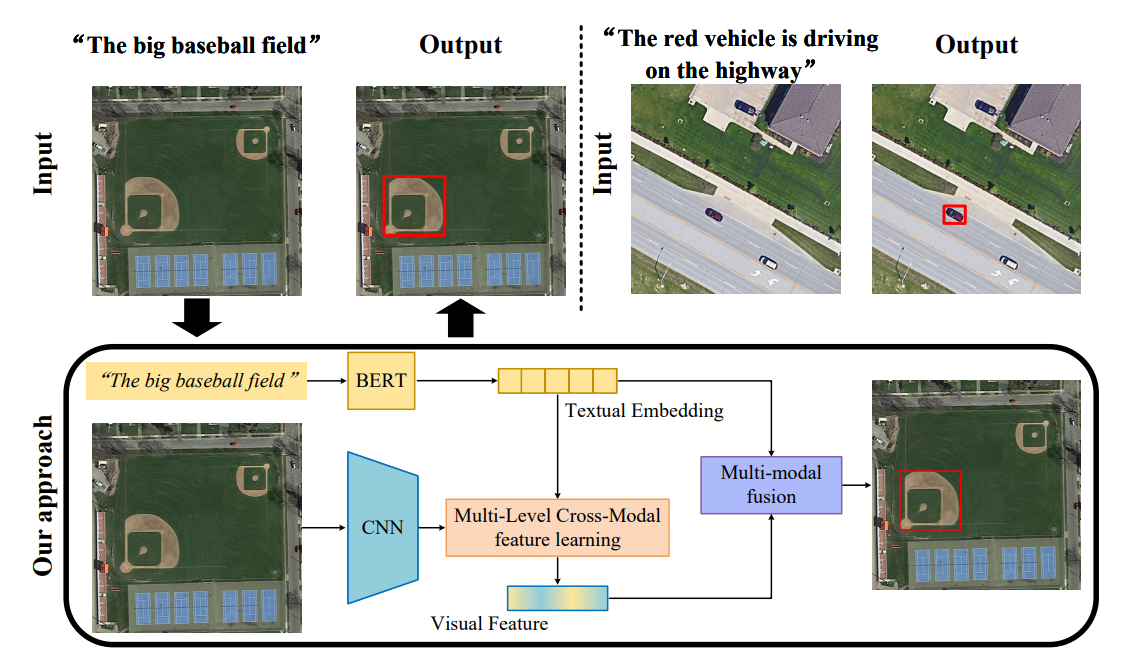 “The big baseball field”
Output
“The red vehicle is driving
on the highway”
Output
Input
Input
“The big baseball field”
BERT
Textual Embedding
Our approach
CNN
Multi-Level Cross-Modal
feature learning
Multi-modal
fusion
Visual Feature